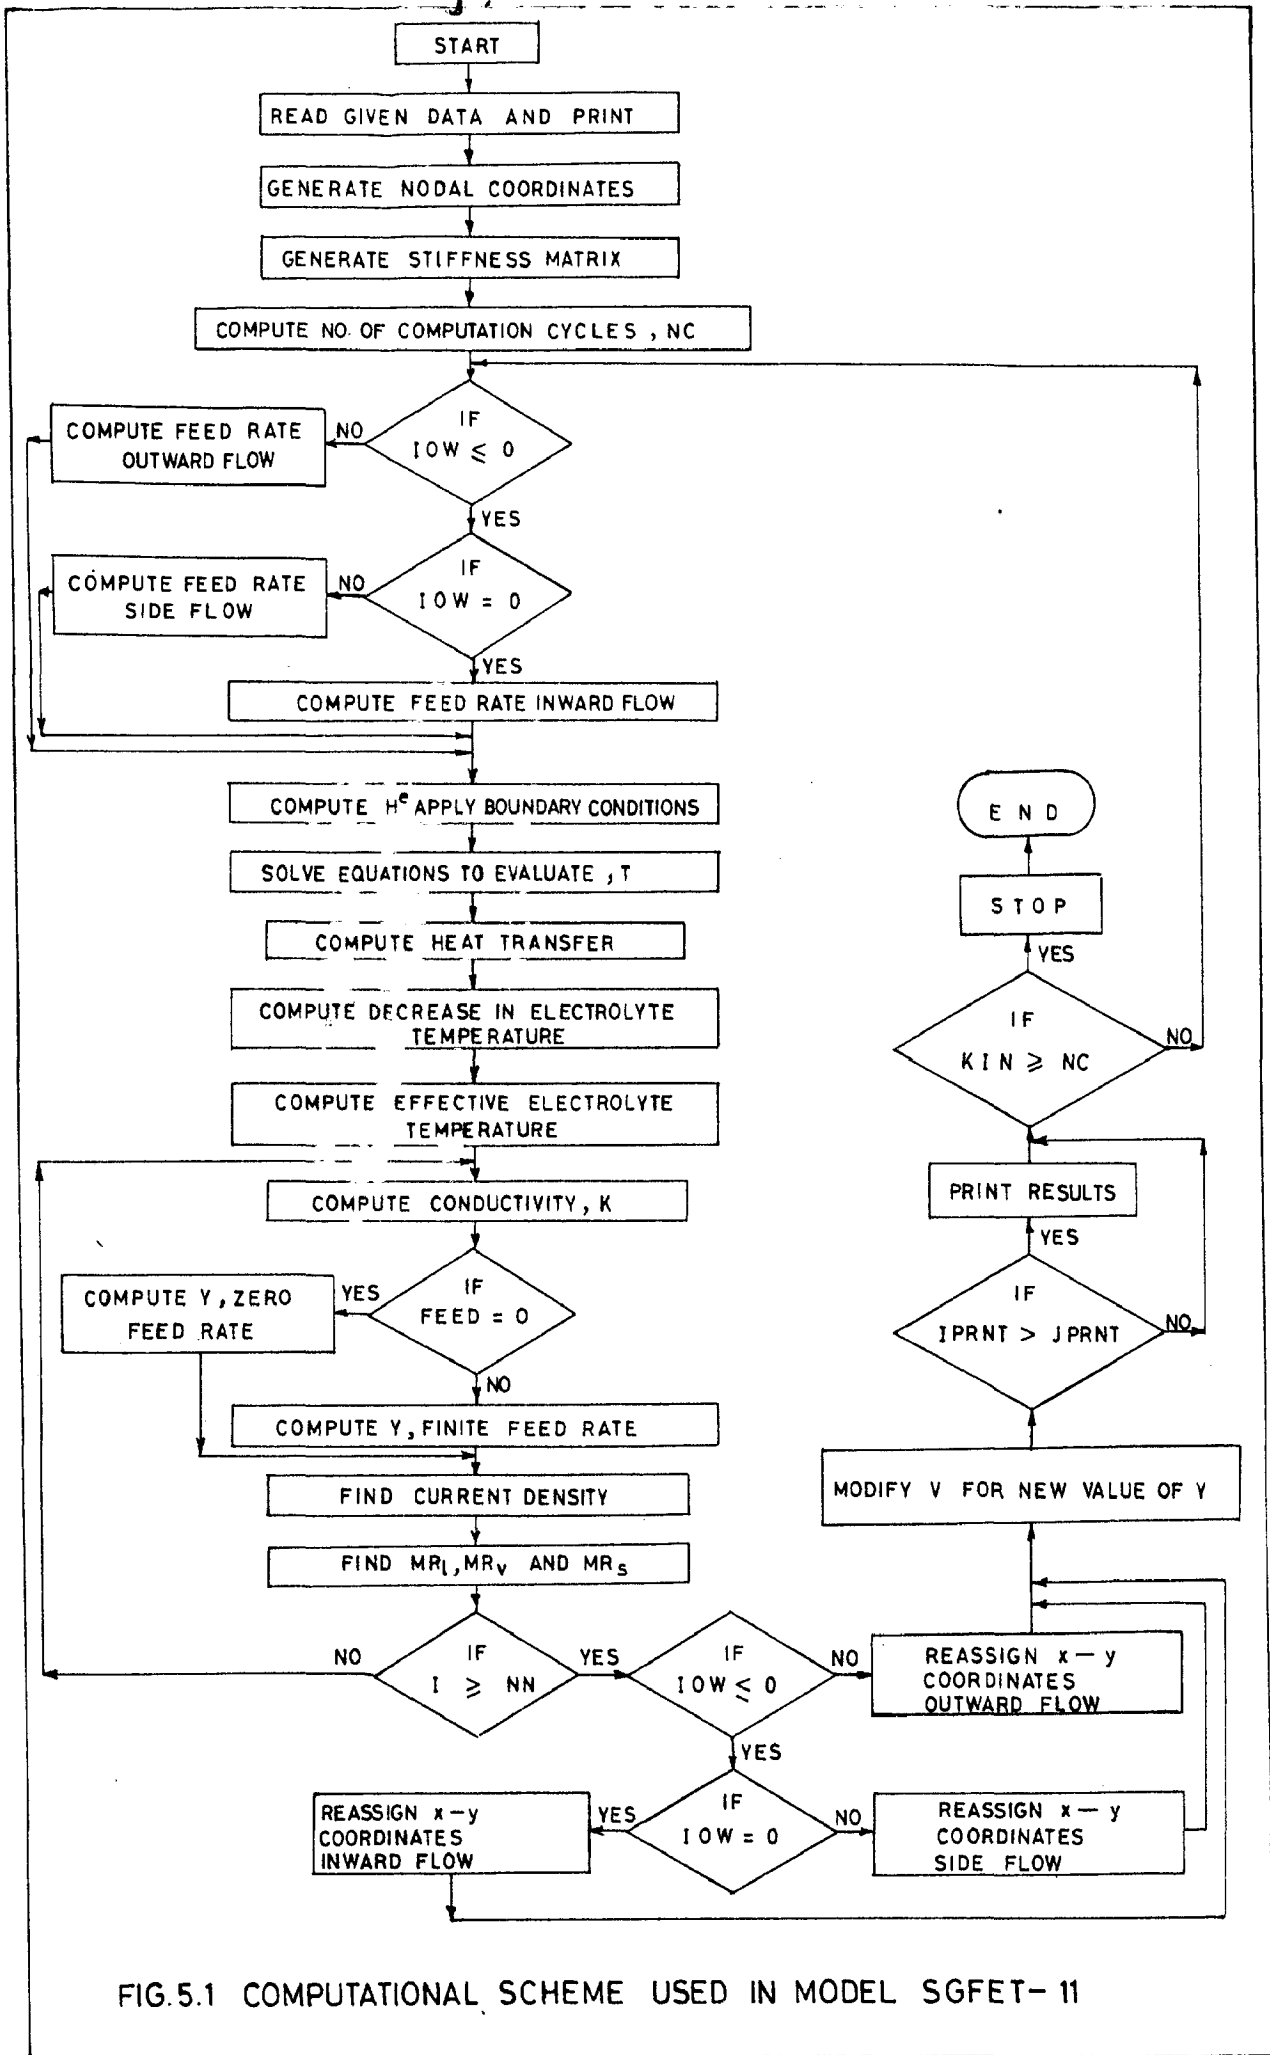 START
READ GIVEN DATA AND PRINT
GENERATE NODAL COORDINATES
GENERATE STIFFNESS MATRIX
COMPUTE NO. OF COMPUTATION CYCLES , NC
IF
IOW ⩽ 0
NO
COMPUTE FEED RATE
OUTWARD FLOW
YES
IF
IOW = 0
NO
COMPUTE FEED RATE
SIDE FLOW
YES
COMPUTE FEED RATE INWARD FLOW
COMPUTE Hᵉ APPLY BOUNDARY CONDITIONS
SOLVE EQUATIONS TO EVALUATE , T
COMPUTE HEAT TRANSFER
COMPUTE DECREASE IN ELECTROLYTE
TEMPERATURE
COMPUTE EFFECTIVE ELECTROLYTE
TEMPERATURE
COMPUTE CONDUCTIVITY, K
IF
FEED = 0
YES
COMPUTE Y, ZERO
FEED RATE
NO
COMPUTE Y, FINITE FEED RATE
FIND CURRENT DENSITY
FIND MRₗ, MRᵥ AND MRₛ
IF
I ⩾ NN
NO
YES
IF
IOW ⩽ 0
NO
REASSIGN x – y
COORDINATES
OUTWARD FLOW
YES
IF
IOW = 0
YES
REASSIGN x – y
COORDINATES
INWARD FLOW
NO
REASSIGN x – y
COORDINATES
SIDE FLOW
MODIFY V FOR NEW VALUE OF Y
IF
IPRNT > JPRNT
NO
YES
PRINT RESULTS
IF
KIN ⩾ NC
NO
YES
STOP
END
FIG. 5.1 COMPUTATIONAL SCHEME USED IN MODEL SGFET- 11